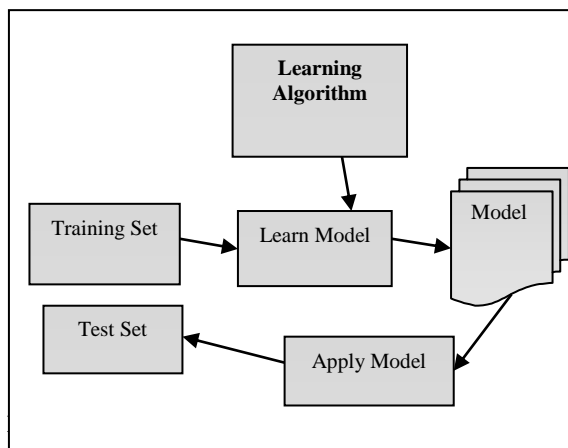 Learning
Algorithm
Training Set
Learn Model
Model
Test Set
Apply Model